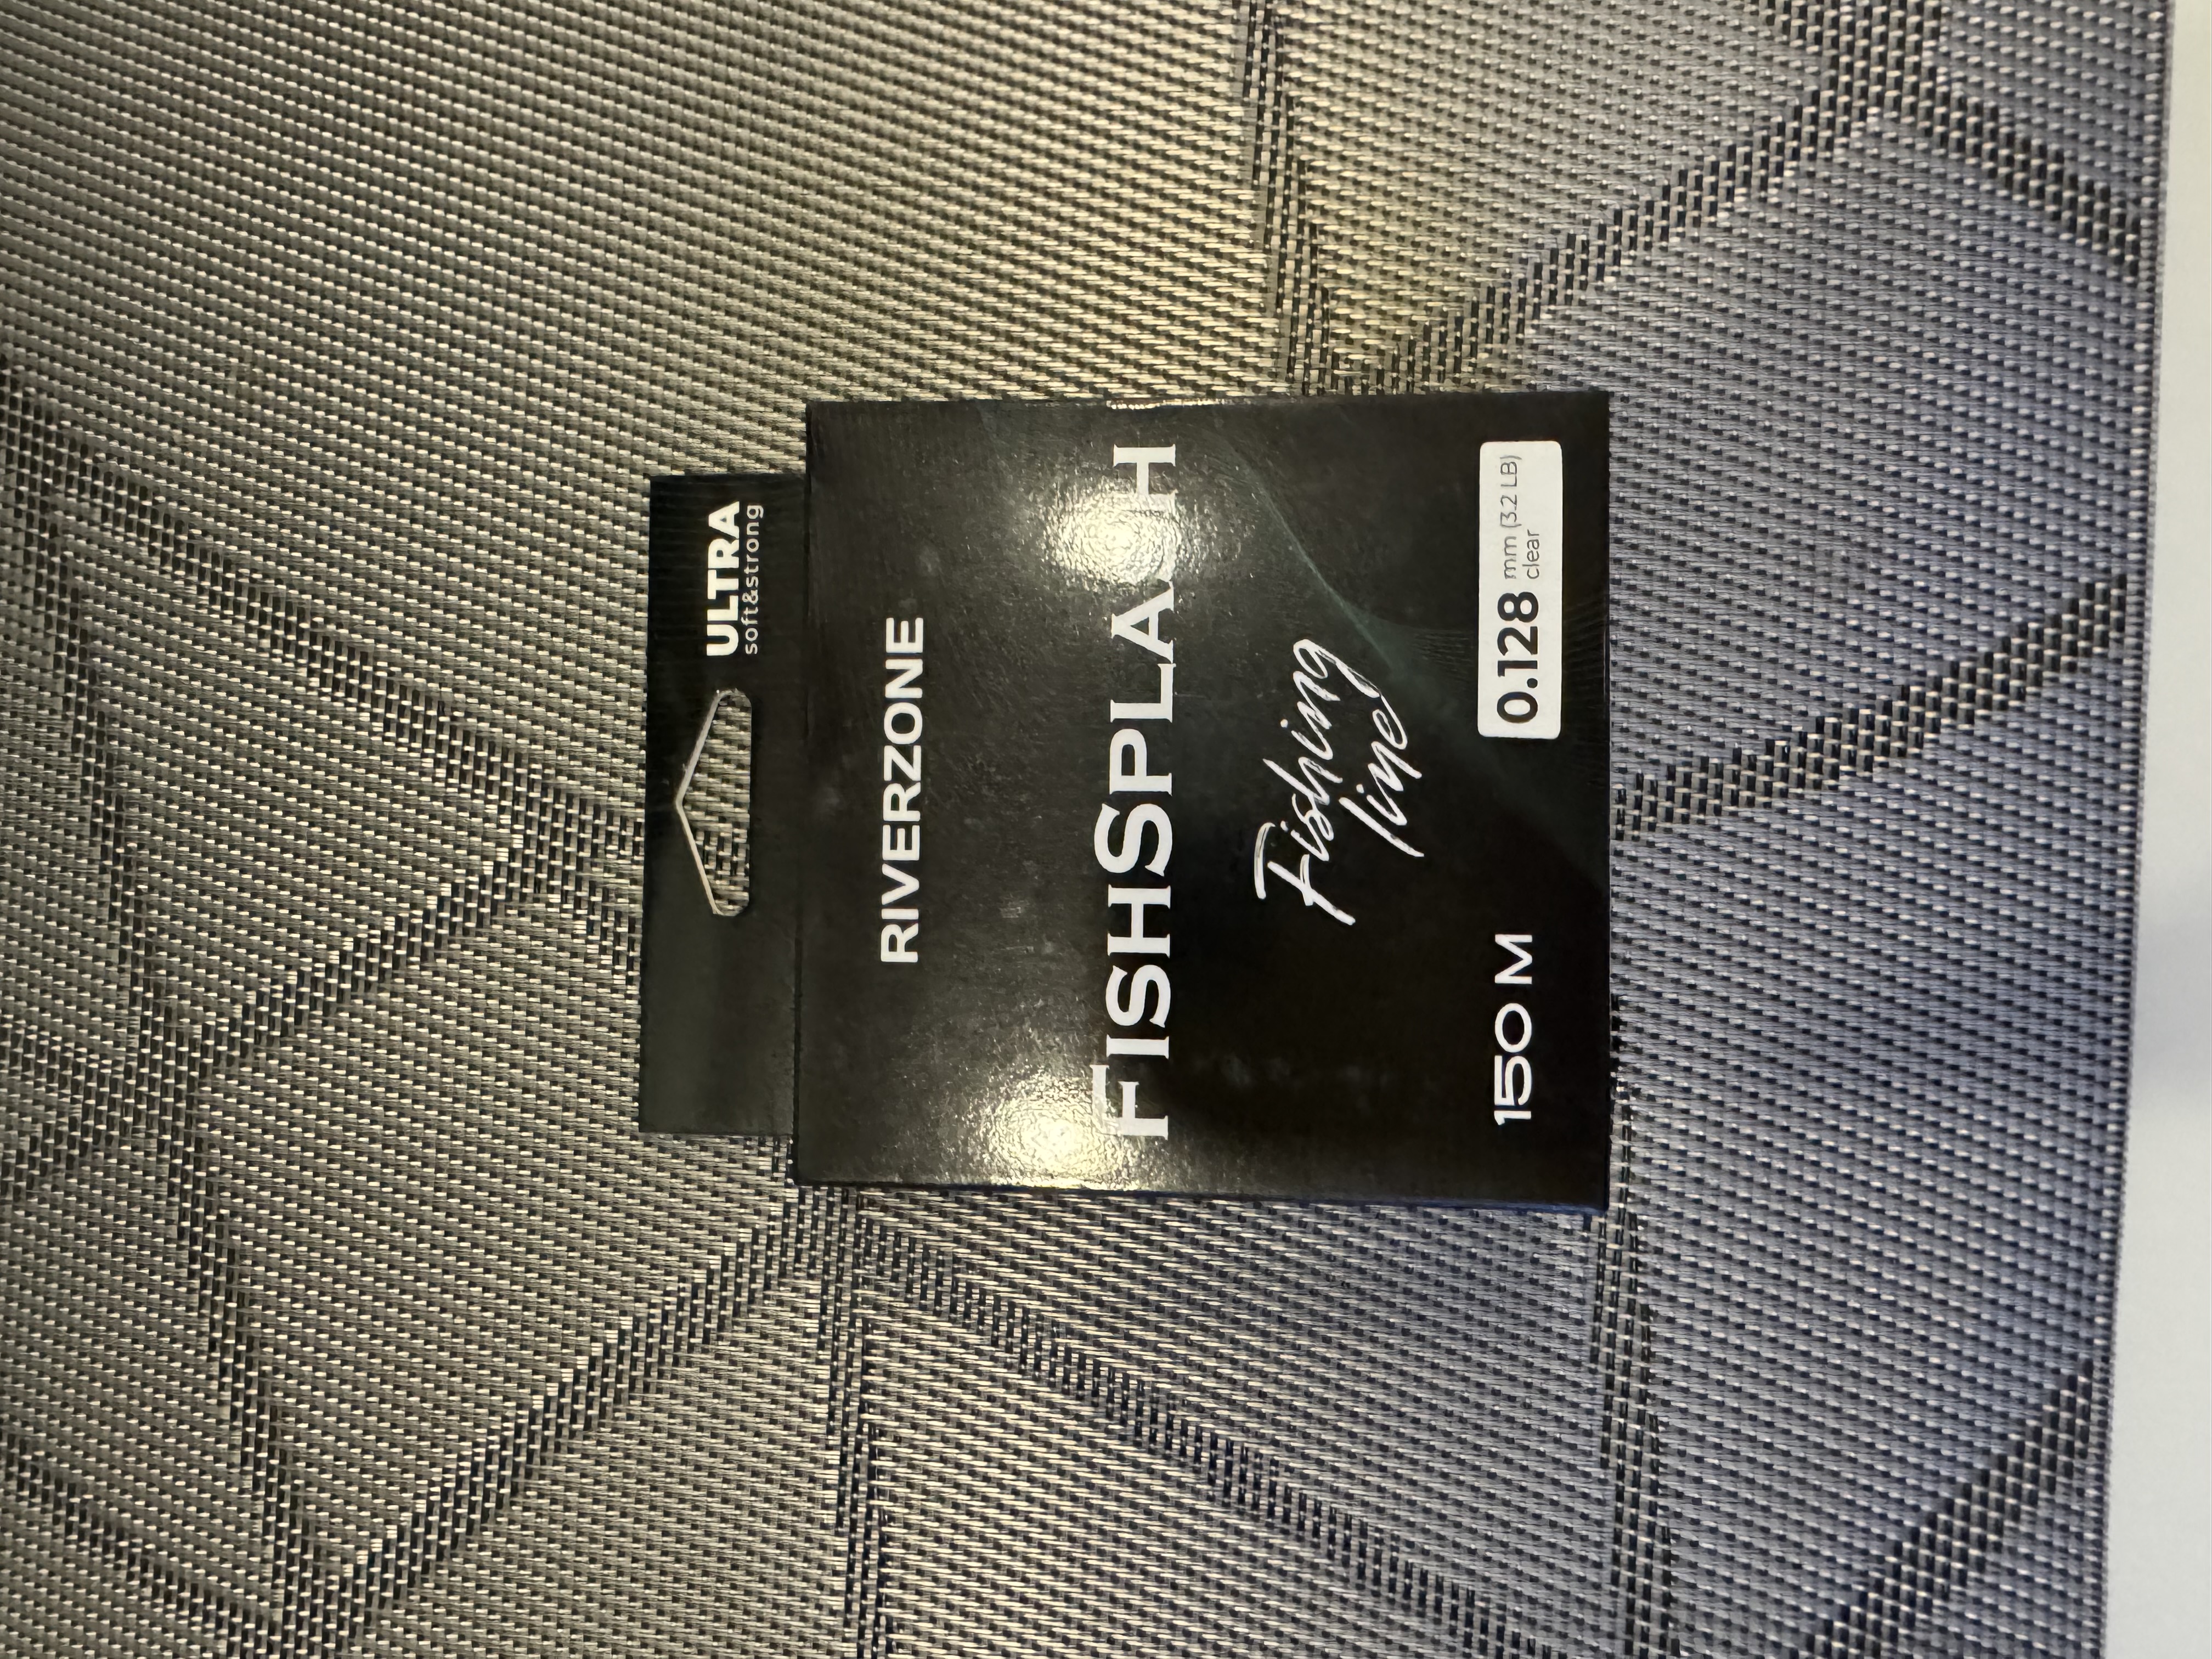 ULTRA
soft&strong
RIVERZONE
FISHSPLASH
Fishing
line
150 M
0.128 mm (3.2 LB)
clear